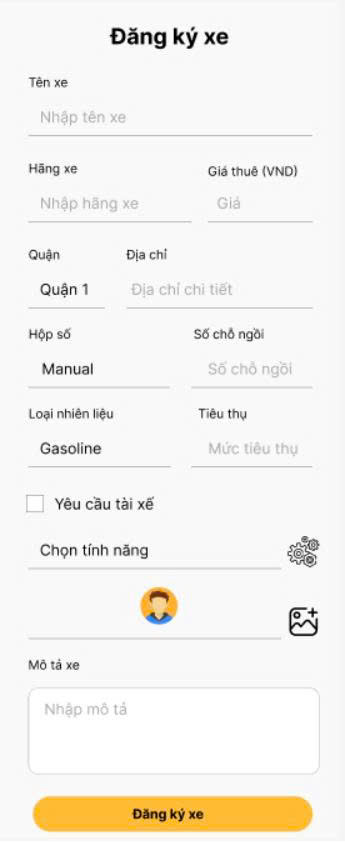 Đăng ký xe
Tên xe
Nhập tên xe
Hãng xe
Giá thuê (VND)
Nhập hãng xe
Giá
Quận
Địa chỉ
Quận 1
Địa chỉ chi tiết
Hộp số
Số chỗ ngồi
Manual
Số chỗ ngồi
Loại nhiên liệu
Tiêu thụ
Gasoline
Mức tiêu thụ
Yêu cầu tài xế
Chọn tính năng
Mô tả xe
Nhập mô tả
Đăng ký xe